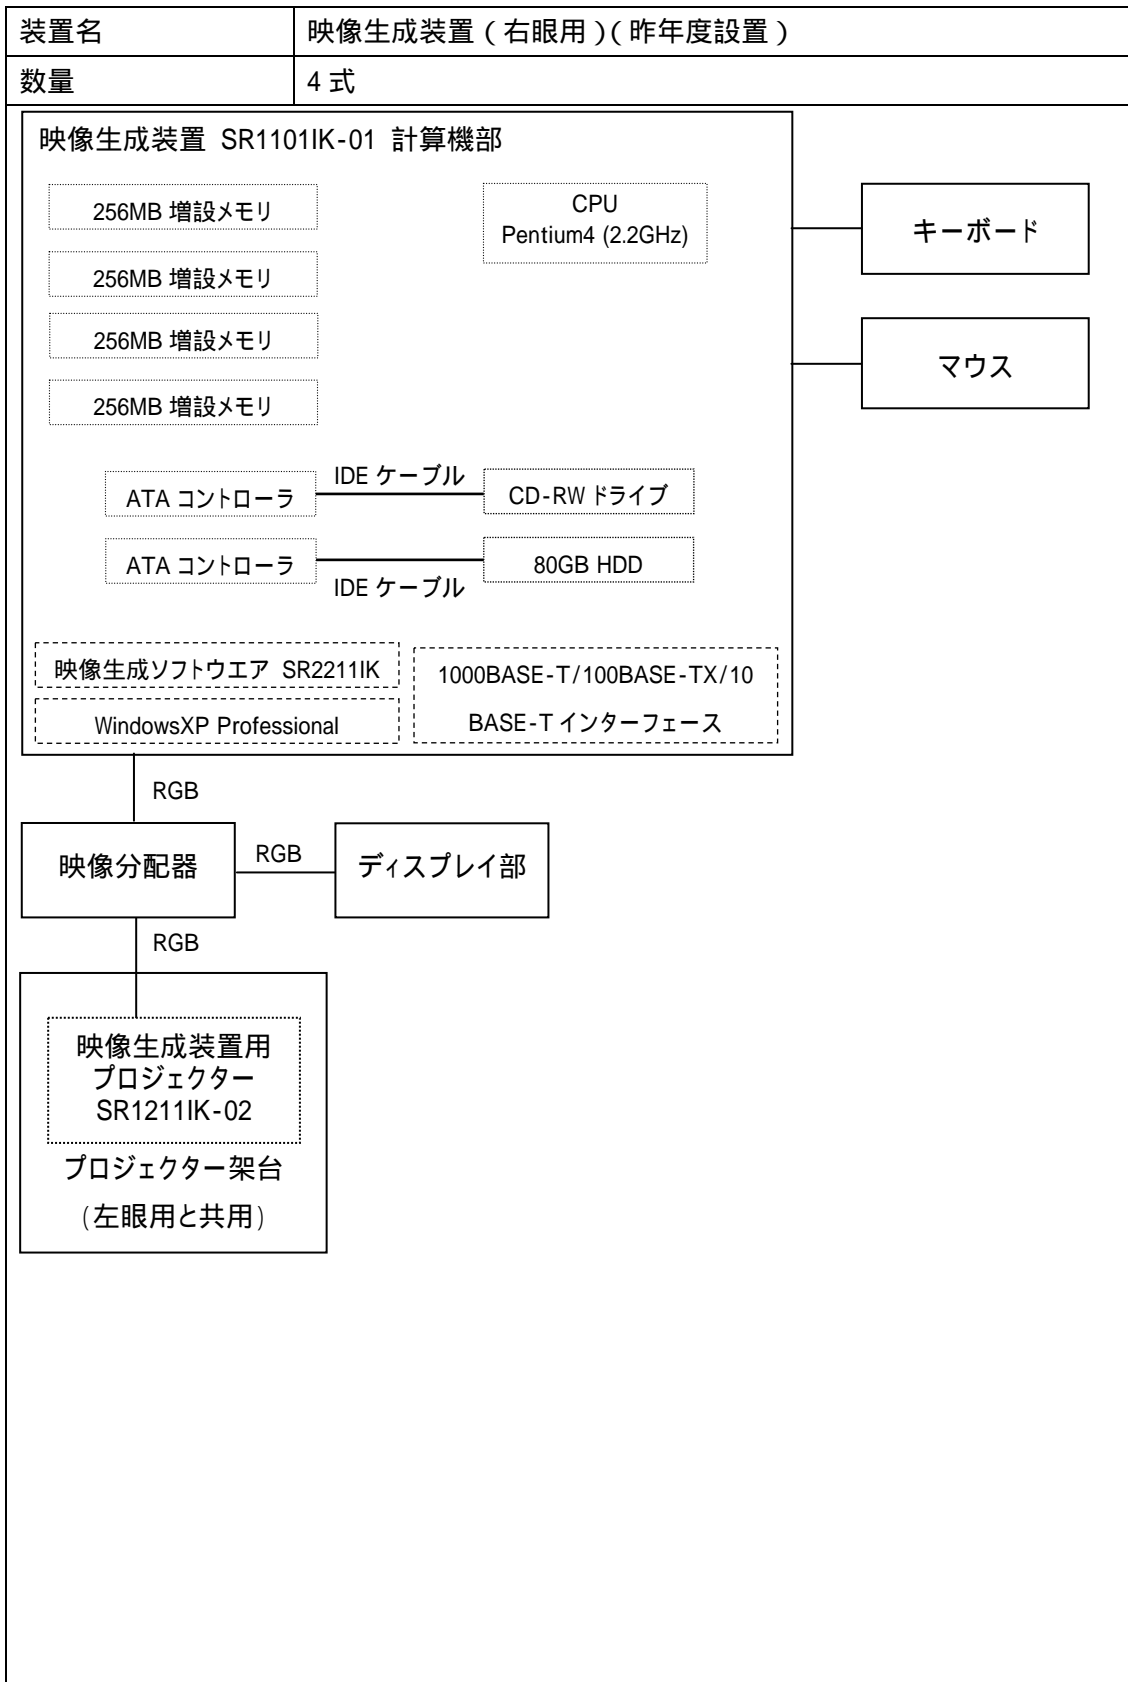 装置名
映像生成装置(右眼用)(昨年度設置)
数量
4 式
映像生成装置 SR1101IK-01 計算機部
256MB 増設メモリ
CPU
Pentium4 (2.2GHz)
キーボード
256MB 増設メモリ
256MB 増設メモリ
マウス
256MB 増設メモリ
IDE ケーブル
ATA コントローラ
CD-RW ドライブ
ATA コントローラ
80GB HDD
IDE ケーブル
映像生成ソフトウエア SR2211IK
1000BASE-T/100BASE-TX/10
BASE-T インターフェース
WindowsXP Professional
RGB
映像分配器
RGB
ディスプレイ部
RGB
映像生成装置用
プロジェクター
SR1211IK-02
プロジェクター架台
(左眼用と共用)